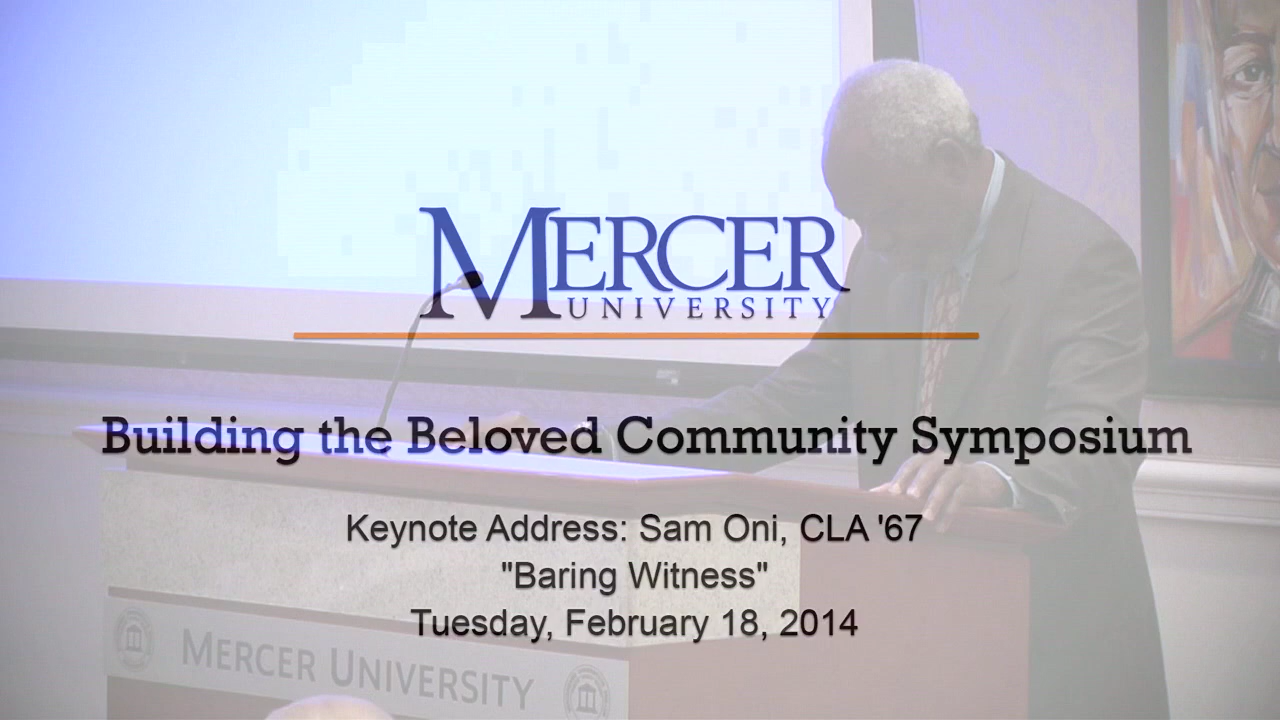 MERCER
UNIVERSITY
Building the Beloved Community Symposium
Keynote Address: Sam Oni, CLA '67
"Baring Witness"
Tuesday, February 18, 2014
MERCER UNIVERSITY